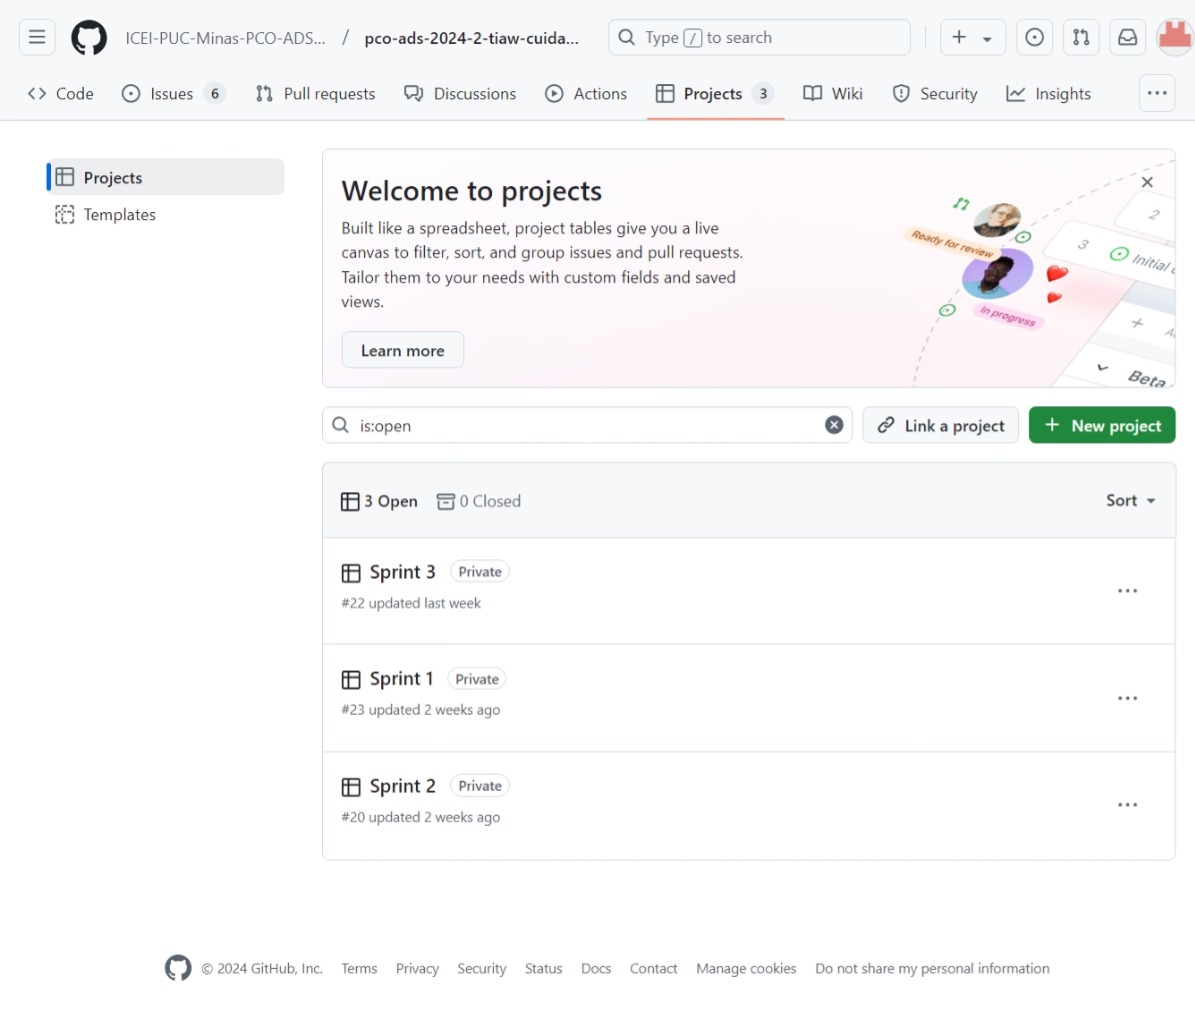 ICEI-PUC-Minas-PCO-ADS... / pco-ads-2024-2-tiaw-cuida... Type / to search
Code Issues 6 Pull requests Discussions Actions Projects 3 Wiki Security Insights
Projects
Templates
Welcome to projects
Built like a spreadsheet, project tables give you a live
canvas to filter, sort, and group issues and pull requests.
Tailor them to your needs with custom fields and saved
views.
Learn more
Ready for review
In progress
2
3 Initial
Beta
is:open
Link a project
New project
3 Open 0 Closed Sort
Sprint 3 Private
#22 updated last week
Sprint 1 Private
#23 updated 2 weeks ago
Sprint 2 Private
#20 updated 2 weeks ago
© 2024 GitHub, Inc. Terms Privacy Security Status Docs Contact Manage cookies Do not share my personal information